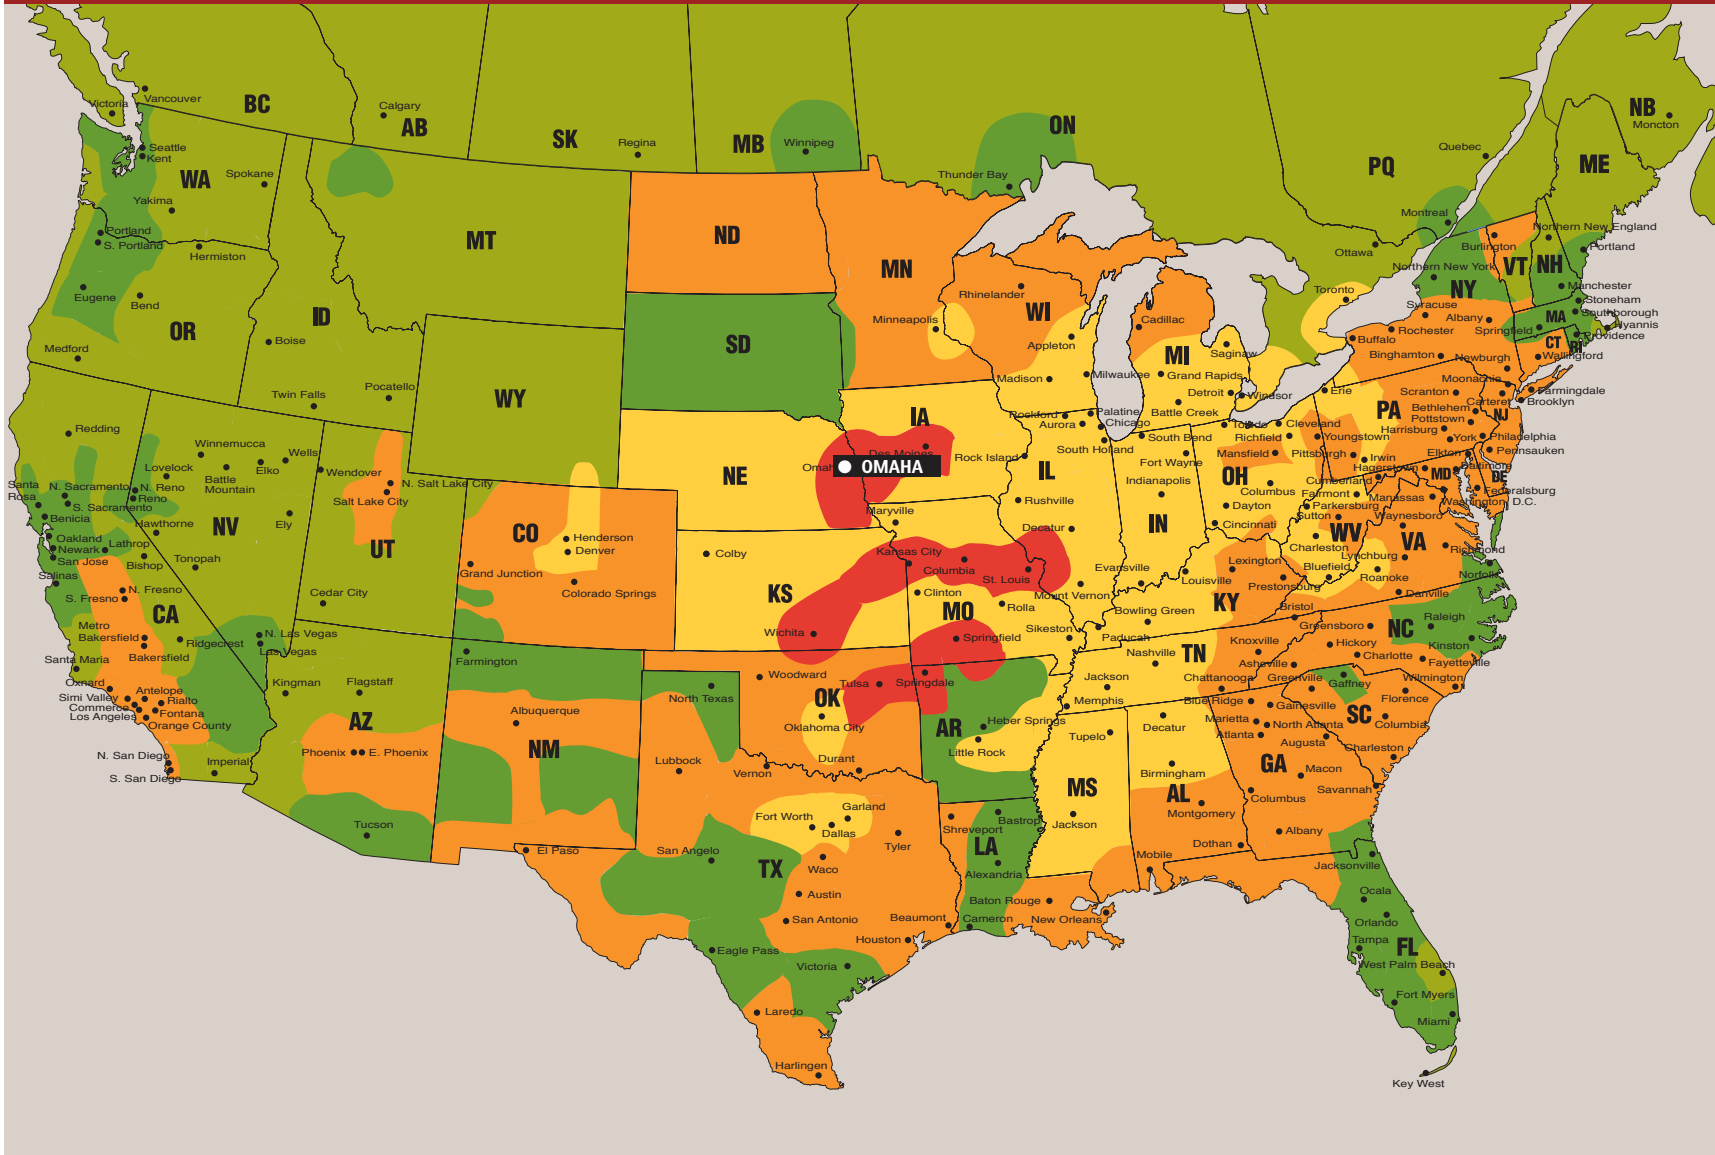 Victoria
Vancouver
BC
Calgary
AB
SK
Regina
MB
Winnipeg
ON
Thunder Bay
PQ
Quebec
Montreal
Ottawa
Toronto
NB
Moncton
ME
Seattle
Kent
WA
Spokane
Yakima
Portland
S. Portland
Hermiston
Eugene
Bend
OR
Medford
ID
Boise
Twin Falls
Pocatello
MT
WY
ND
SD
NE
MN
Minneapolis
WI
Rhinelander
Appleton
Madison
Milwaukee
MI
Cadillac
Saginaw
Grand Rapids
Detroit
Windsor
Battle Creek
IA
Des Moines
Omah
OMAHA
Rock Island
Rockford
Aurora
Palatine
Chicago
South Holland
IL
Rushville
Decatur
Mount Vernon
South Bend
Fort Wayne
Indianapolis
IN
Evansville
Toledo
Cleveland
Richfield
Youngstown
Mansfield
OH
Columbus
Dayton
Cincinnati
Redding
Santa
Rosa
N. Sacramento
S. Sacramento
Benicia
Oakland
Newark
Lathrop
San Jose
Salinas
N. Fresno
S. Fresno
CA
Metro
Bakersfield
Bakersfield
Ridgecrest
Santa Maria
Oxnard
Simi Valley
Antelope
Rialto
Commerce
Fontana
Los Angeles
Orange County
N. San Diego
S. San Diego
Imperial
Winnemucca
Lovelock
Battle
Mountain
Elko
Wells
N. Reno
Reno
Hawthorne
NV
Ely
Tonopah
Bishop
N. Las Vegas
Las Vegas
Wendover
N. Salt Lake City
Salt Lake City
UT
Cedar City
CO
Henderson
Denver
Grand Junction
Colorado Springs
Kingman
Flagstaff
AZ
Phoenix
E. Phoenix
Tucson
Farmington
Albuquerque
NM
Colby
KS
Wichita
Maryville
Kansas City
Columbia
St. Louis
Clinton
MO
Rolla
Springfield
Sikeston
Woodward
OK
Tulsa
Oklahoma City
Durant
Springdale
AR
Heber Springs
Little Rock
North Texas
Lubbock
Vernon
Fort Worth
Garland
Dallas
Tyler
Waco
El Paso
San Angelo
TX
Austin
San Antonio
Beaumont
Houston
Eagle Pass
Victoria
Laredo
Harlingen
Shreveport
Bastrop
LA
Alexandria
Baton Rouge
Cameron
New Orleans
Louisville
Lexington
Prestonsburg
KY
Bowling Green
Paducah
Nashville
TN
Knoxville
Jackson
Memphis
Chattanooga
Tupelo
MS
Jackson
Decatur
Birmingham
AL
Montgomery
Dothan
Mobile
Blue Ridge
Gainesville
Marietta
North Atlanta
Atlanta
Augusta
GA
Macon
Columbus
Savannah
Albany
Greenville
Gaffney
Florence
SC
Columbia
Charleston
Bristol
Greensboro
Raleigh
NC
Hickory
Kinston
Charlotte
Fayetteville
Asheville
Wilmington
Jacksonville
Ocala
Orlando
Tampa
FL
West Palm Beach
Fort Myers
Miami
Key West
Parkersburg
Fairmont
Sutton
WV
Charleston
Bluefield
Manassas
Waynesboro
VA
Richmond
Lynchburg
Roanoke
Norfolk
Danville
Erie
PA
Pittsburgh
Irwin
Scranton
Bethlehem
Pottstown
Harrisburg
York
Philadelphia
Pennsauken
Hagerstown
Cumberland
Elkton
MD
Baltimore
DE
Federalsburg
Washington, D.C.
Northern New York
Syracuse
NY
Albany
Rochester
Buffalo
Binghamton
Newburgh
Moonachie
Carteret
NJ
Farmingdale
Brooklyn
Burlington
VT
NH
Northern New England
Portland
Manchester
Stoneham
Southborough
MA
Hyannis
Springfield
Providence
CT
RI
Wallingford